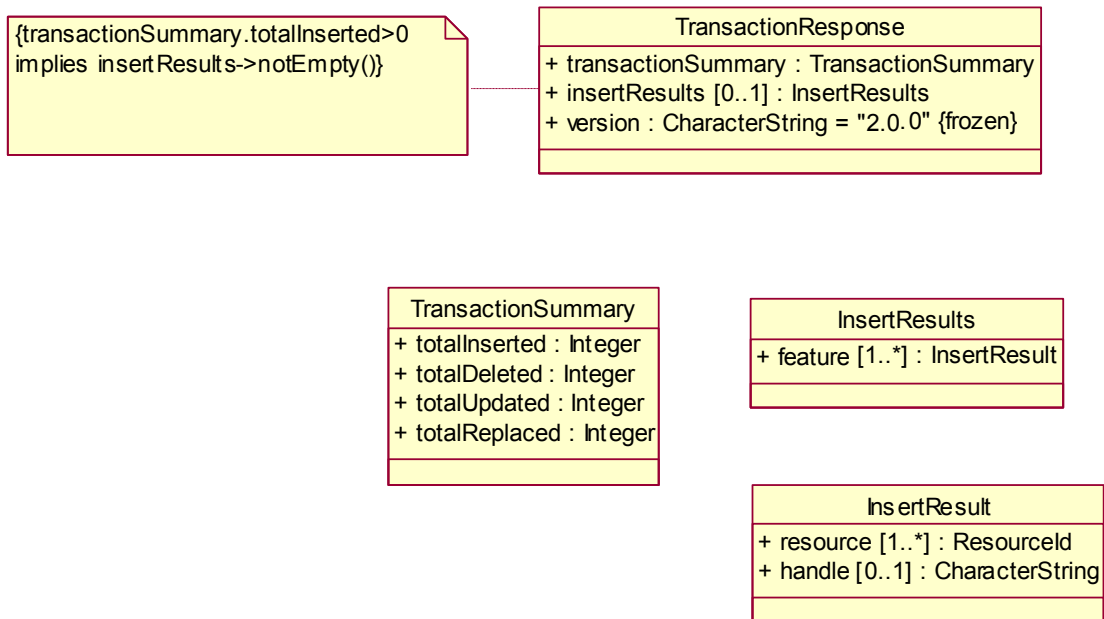 {transactionSummary.totalInserted>0
implies insertResults->notEmpty()}
TransactionResponse
+ transactionSummary : TransactionSummary
+ insertResults [0..1] : InsertResults
+ version : CharacterString = "2.0.0" {frozen}
TransactionSummary
+ totalInserted : Integer
+ totalDeleted : Integer
+ totalUpdated : Integer
+ totalReplaced : Integer
InsertResults
+ feature [1..*] : InsertResult
InsertResult
+ resource [1..*] : ResourceId
+ handle [0..1] : CharacterString